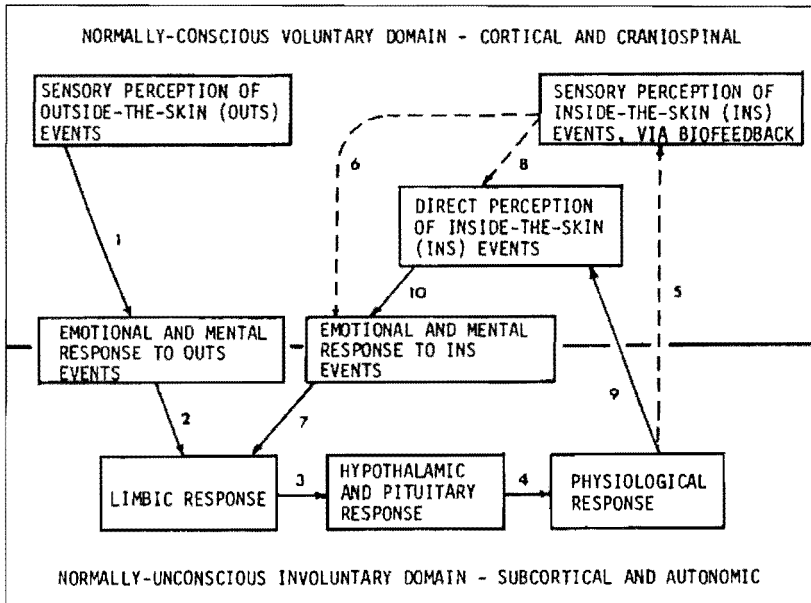 NORMALLY-CONSCIOUS VOLUNTARY DOMAIN - CORTICAL AND CRANIOSPINAL
SENSORY PERCEPTION OF
OUTSIDE-THE-SKIN (OUTS)
EVENTS
SENSORY PERCEPTION OF
INSIDE-THE-SKIN (INS)
EVENTS, VIA BIOFEEDBACK
6
8
DIRECT PERCEPTION
OF INSIDE-THE-SKIN
(INS) EVENTS
1
10
5
EMOTIONAL AND MENTAL
RESPONSE TO OUTS
EVENTS
EMOTIONAL AND MENTAL
RESPONSE TO INS
EVENTS
2
7
9
LIMBIC RESPONSE
3
HYPOTHALAMIC
AND PITUITARY
RESPONSE
4
PHYSIOLOGICAL
RESPONSE
NORMALLY-UNCONSCIOUS INVOLUNTARY DOMAIN - SUBCORTICAL AND AUTONOMIC